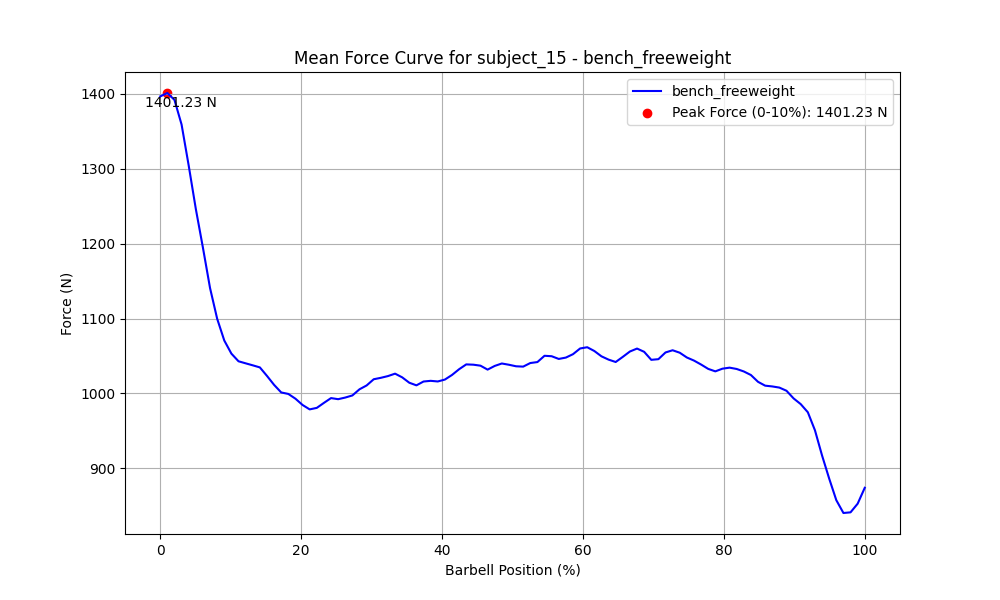 Mean Force Curve for subject_15 - bench_freeweight
1401.23 N
bench_freeweight
Peak Force (0-10%): 1401.23 N
Force (N)
1400
1300
1200
1100
1000
900
0 20 40 60 80 100
Barbell Position (%)